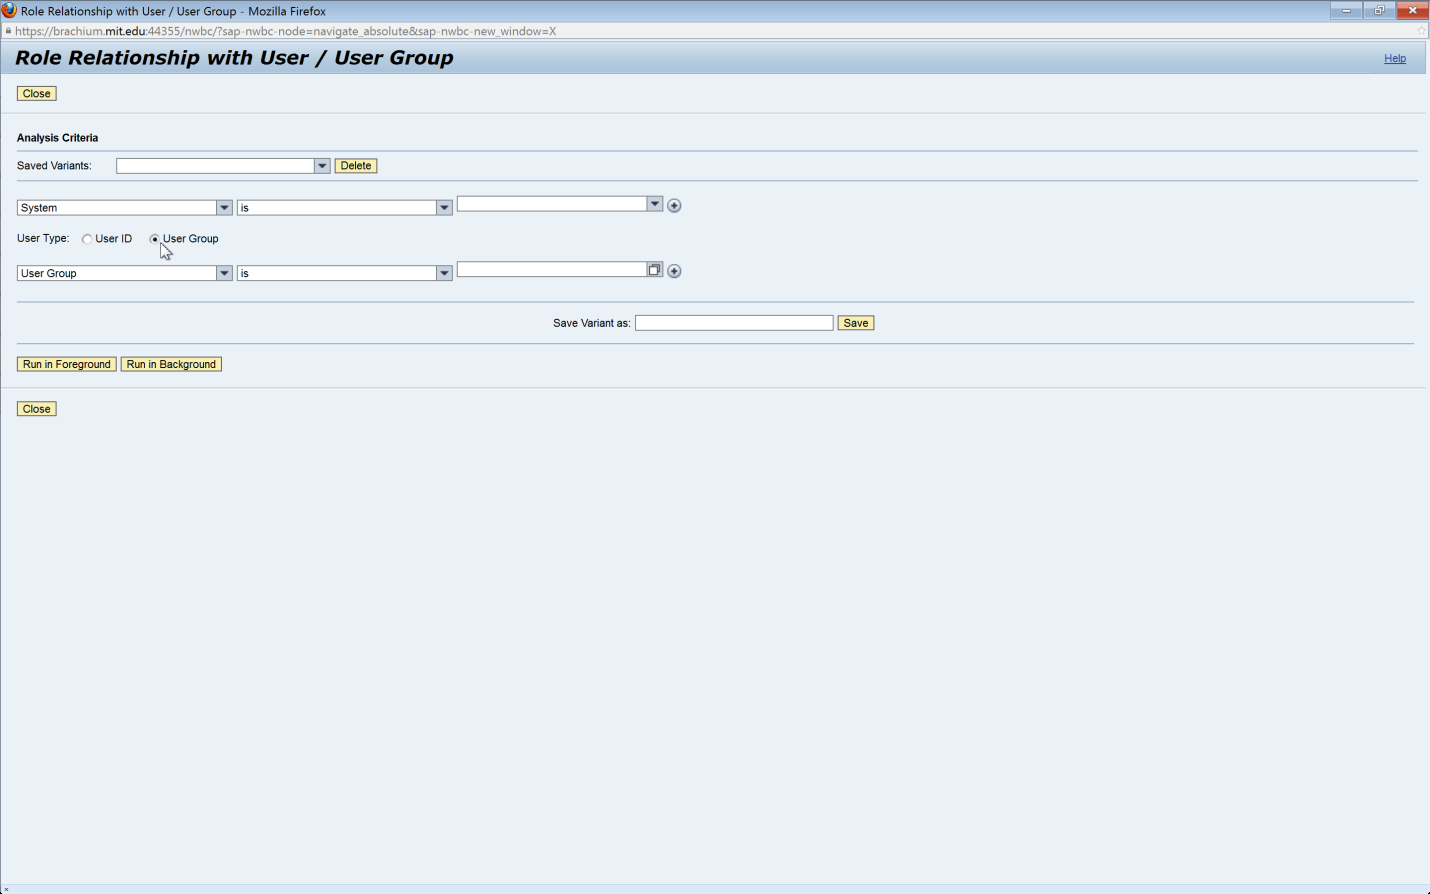 Role Relationship with User / User Group - Mozilla Firefox
https://brachium.mit.edu:44355/nwbc/?sap-nwbc-node=navigate_absolute&sap-nwbc-new_window=X
Role Relationship with User / User Group
Help
Close
Analysis Criteria
Saved Variants: Delete
System is
User Type: User ID User Group
User Group is
Save Variant as: Save
Run in Foreground Run in Background
Close